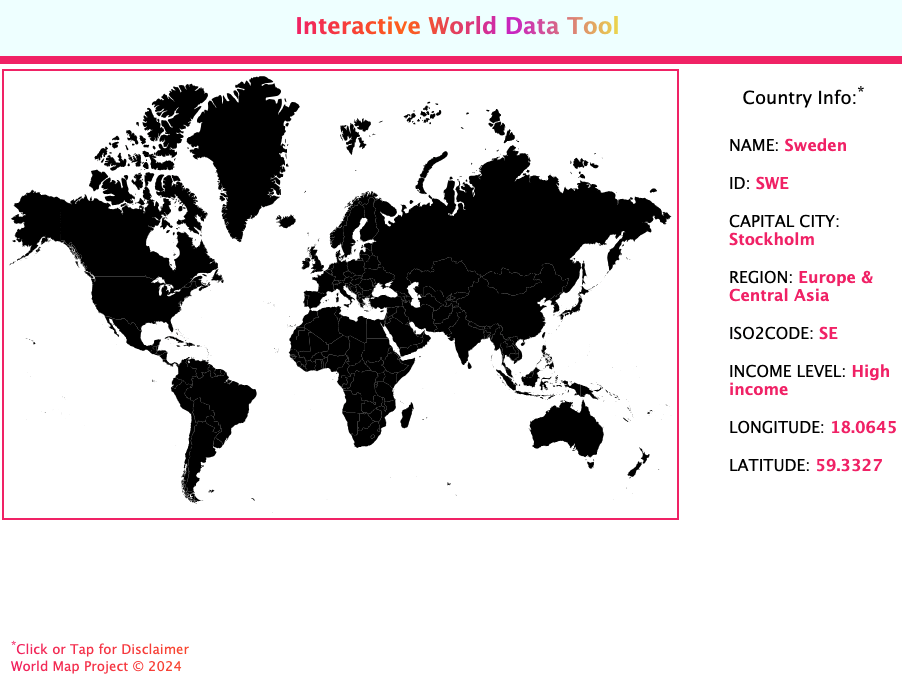 Interactive World Data Tool
Country Info:*
NAME: Sweden
ID: SWE
CAPITAL CITY:
Stockholm
REGION: Europe &
Central Asia
ISO2CODE: SE
INCOME LEVEL: High
income
LONGITUDE: 18.0645
LATITUDE: 59.3327
*Click or Tap for Disclaimer
World Map Project © 2024